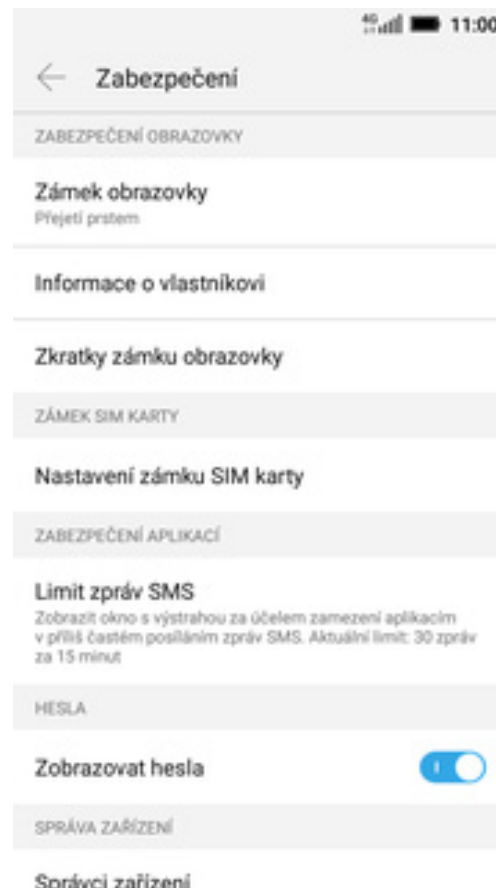 4G 11:00
Zabezpečení
ZABEZPEČENÍ OBRAZOVKY
Zámek obrazovky
Přejetí prstem
Informace o vlastníkovi
Zkratky zámku obrazovky
ZÁMEK SIM KARTY
Nastavení zámku SIM karty
ZABEZPEČENÍ APLIKACÍ
Limit zpráv SMS
Zobrazit okno s výstrahou za účelem zamezení aplikacím
v příliš častém posíláním zpráv SMS. Aktuální limit: 30 zpráv
za 15 minut
HESLA
Zobrazovat hesla
SPRÁVA ZAŘÍZENÍ
Správci zařízení